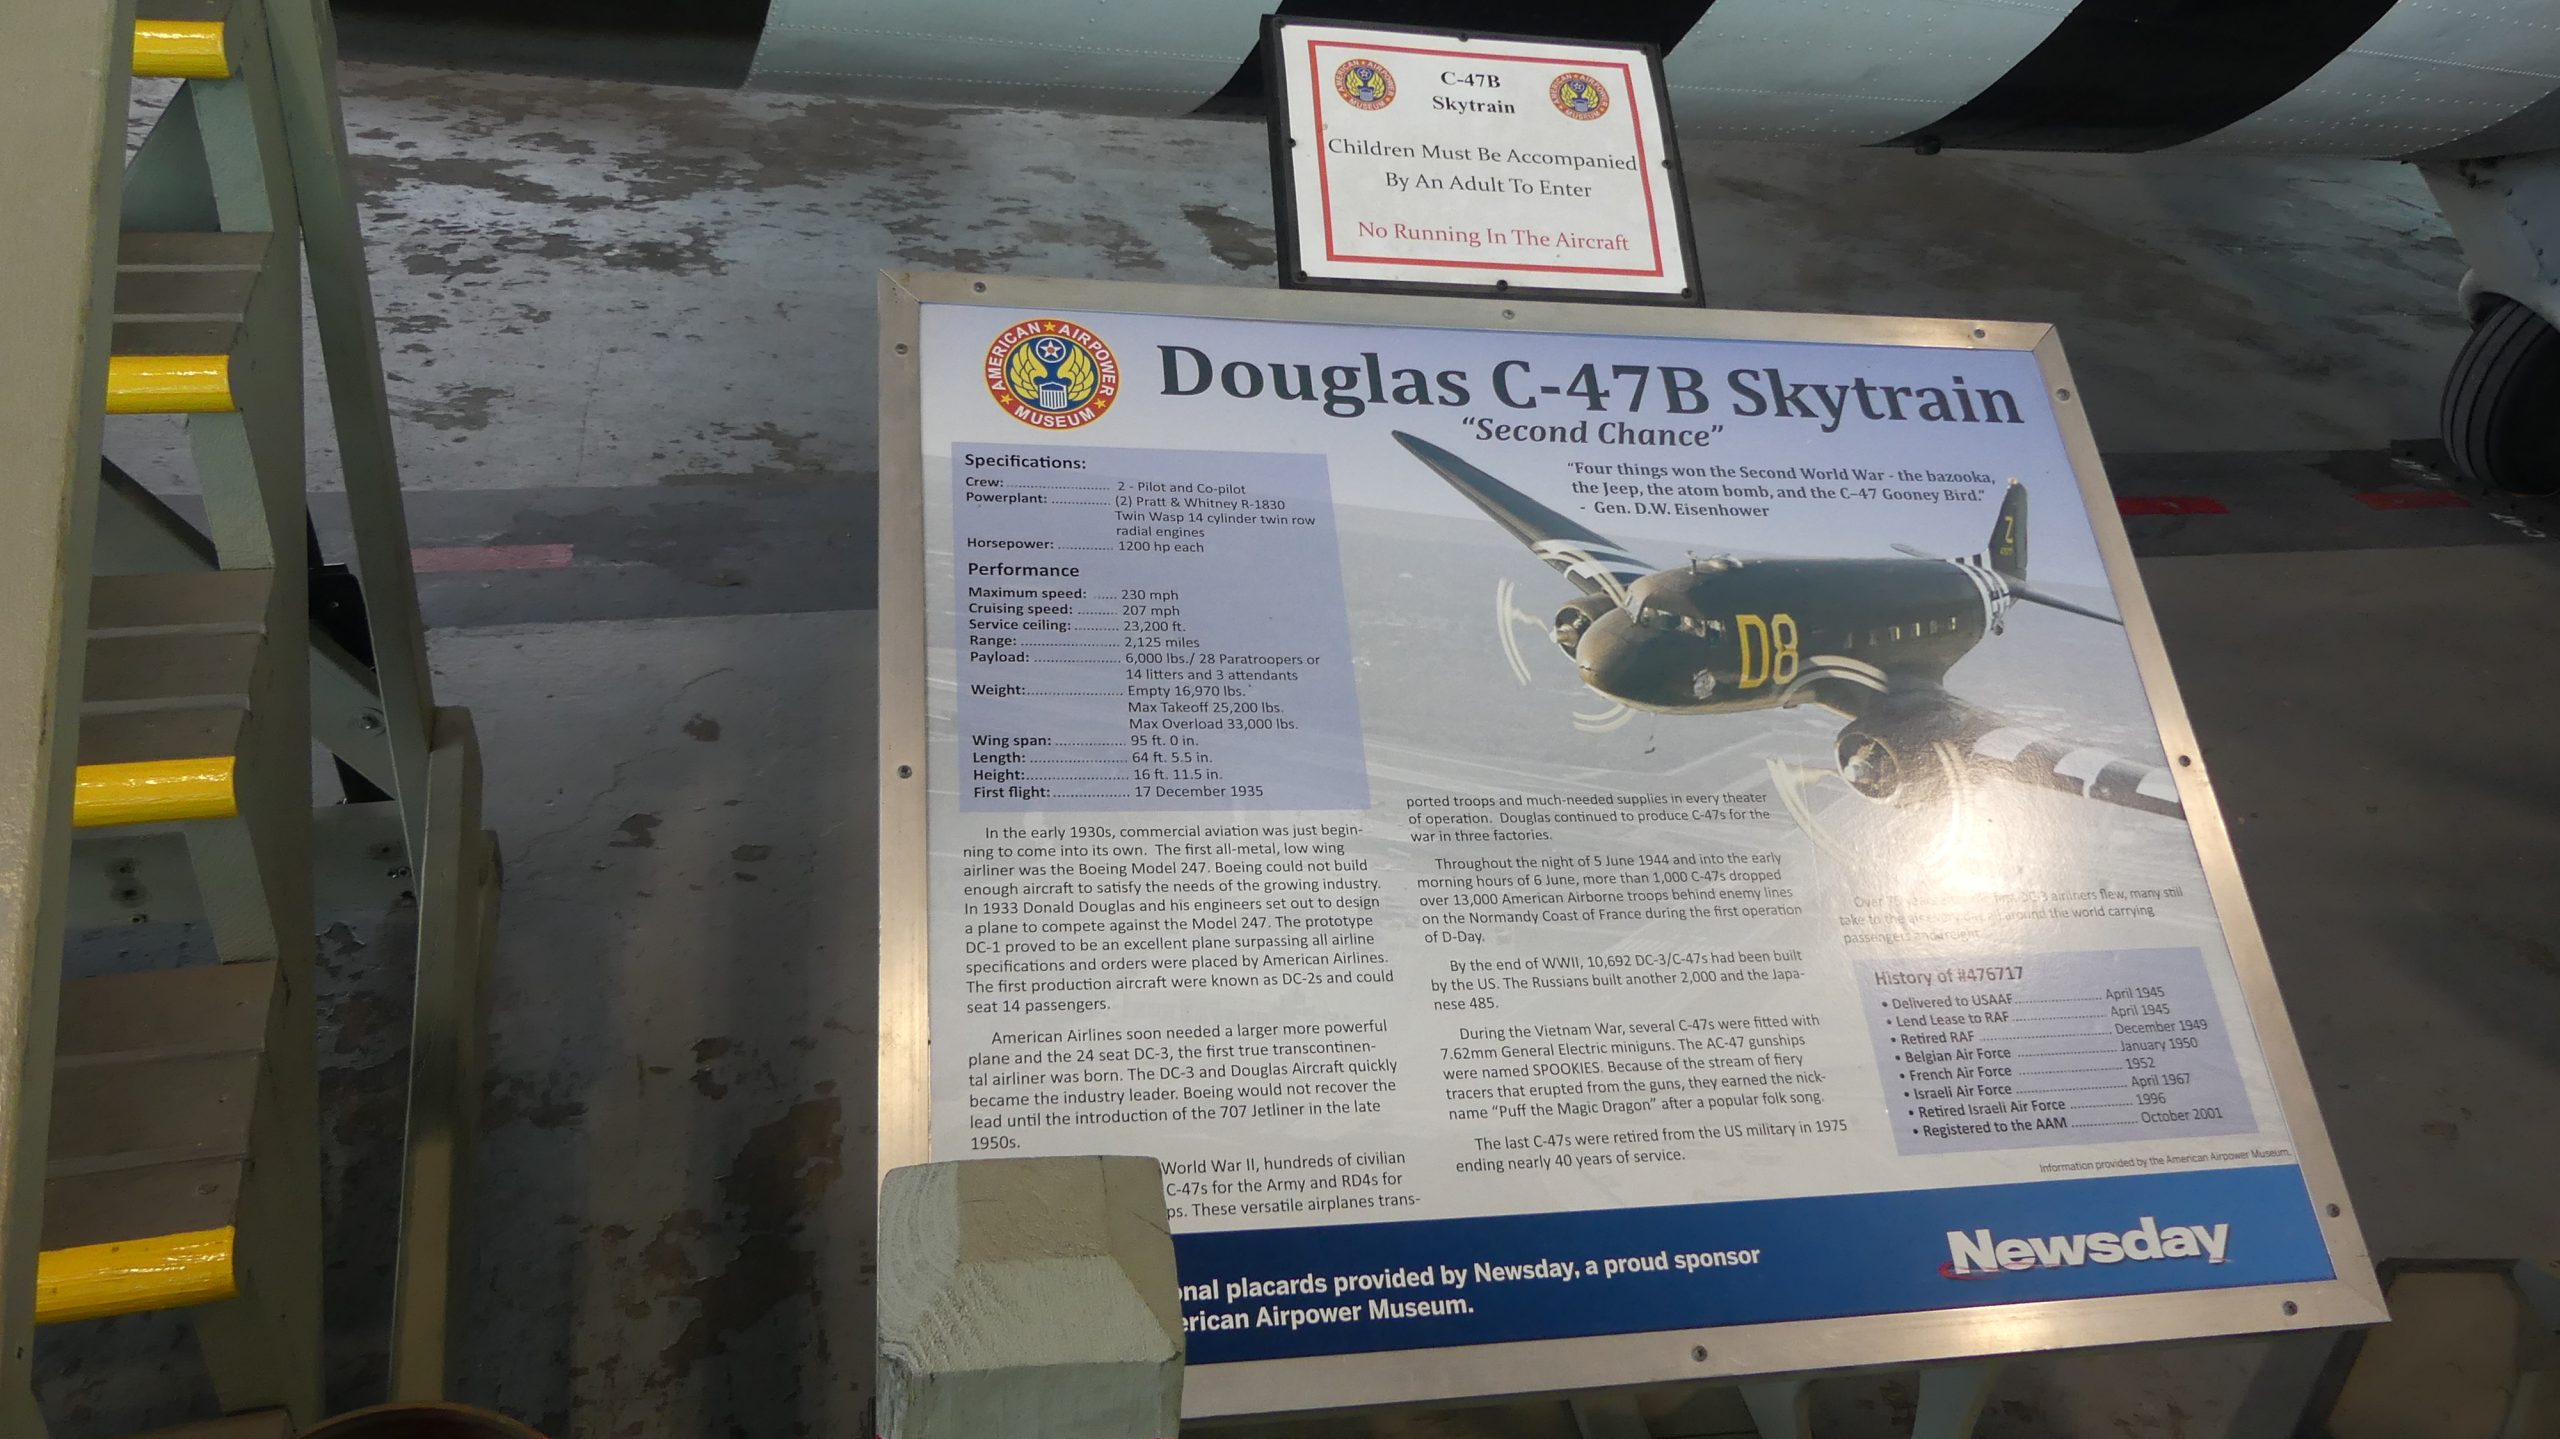 AMERICAN AIRPOWER MUSEUM
C-47B
Skytrain
AMERICAN AIRPOWER MUSEUM
Children Must Be Accompanied
By An Adult To Enter
No Running In The Aircraft
AMERICAN AIRPOWER MUSEUM
Douglas C-47B Skytrain
"Second Chance"
"Four things won the Second World War - the bazooka,
the Jeep, the atom bomb, and the C-47 Gooney Bird."
- Gen. D.W. Eisenhower
Z
D8
Specifications:
Crew: 2 - Pilot and Co-pilot
Powerplant: (2) Pratt & Whitney R-1830
Twin Wasp 14 cylinder twin row
radial engines
Horsepower: 1200 hp each
Performance
Maximum speed: 230 mph
Cruising speed: 207 mph
Service ceiling: 23,200 ft.
Range: 2,125 miles
Payload: 6,000 lbs./ 28 Paratroopers or
14 litters and 3 attendants
Weight: Empty 16,970 lbs.
Max Takeoff 25,200 lbs.
Max Overload 33,000 lbs.
Wing span: 95 ft. 0 in.
Length: 64 ft. 5.5 in.
Height: 16 ft. 11.5 in.
First flight: 17 December 1935
In the early 1930s, commercial aviation was just begin-
ning to come into its own. The first all-metal, low wing
airliner was the Boeing Model 247. Boeing could not build
enough aircraft to satisfy the needs of the growing industry.
In 1933 Donald Douglas and his engineers set out to design
a plane to compete against the Model 247. The prototype
DC-1 proved to be an excellent plane surpassing all airline
specifications and orders were placed by American Airlines.
The first production aircraft were known as DC-2s and could
seat 14 passengers.
American Airlines soon needed a larger more powerful
plane and the 24 seat DC-3, the first true transcontinen-
tal airliner was born. The DC-3 and Douglas Aircraft quickly
became the industry leader. Boeing would not recover the
lead until the introduction of the 707 Jetliner in the late
1950s.
World War II, hundreds of civilian
C-47s for the Army and RD4s for
ps. These versatile airplanes trans-
ported troops and much-needed supplies in every theater
of operation. Douglas continued to produce C-47s for the
war in three factories.
Throughout the night of 5 June 1944 and into the early
morning hours of 6 June, more than 1,000 C-47s dropped
over 13,000 American Airborne troops behind enemy lines
on the Normandy Coast of France during the first operation
of D-Day.
By the end of WWII, 10,692 DC-3/C-47s had been built
by the US. The Russians built another 2,000 and the Japa-
nese 485.
During the Vietnam War, several C-47s were fitted with
7.62mm General Electric miniguns. The AC-47 gunships
were named SPOOKIES. Because of the stream of fiery
tracers that erupted from the guns, they earned the nick-
name "Puff the Magic Dragon" after a popular folk song.
The last C-47s were retired from the US military in 1975
ending nearly 40 years of service.
Over first DC-3 airliners flew, many still
take to the around the world carrying
passengers
History of #476717
• Delivered to USAAF April 1945
• Lend Lease to RAF April 1945
• Retired RAF December 1949
• Belgian Air Force January 1950
• French Air Force 1952
• Israeli Air Force April 1967
• Retired Israeli Air Force 1996
• Registered to the AAM October 2001
Information provided by the American Airpower Museum.
nal placards provided by Newsday, a proud sponsor
erican Airpower Museum.
Newsday